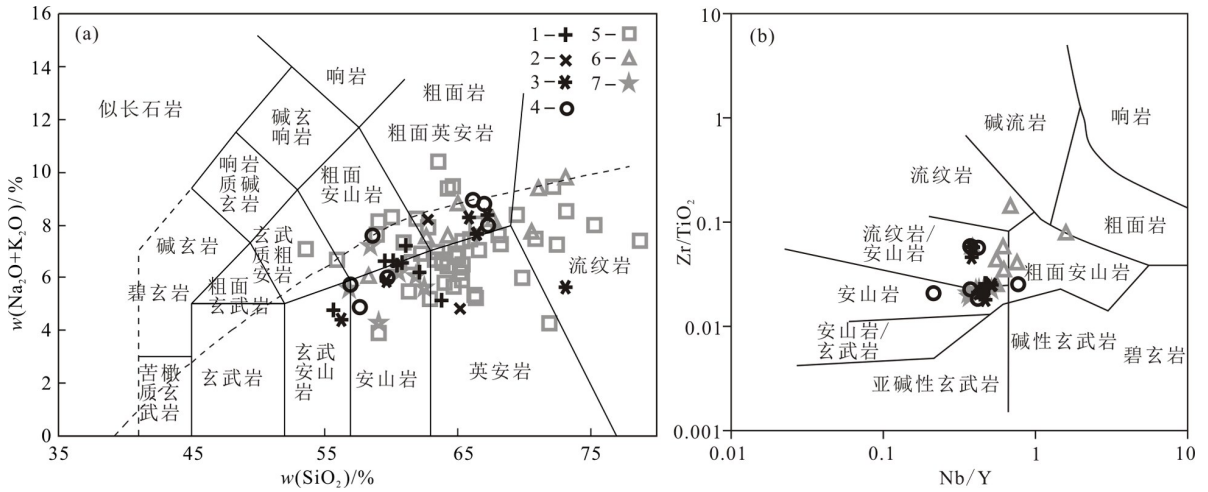 (a)
w(Na₂O+K₂O)/%
16
14
12
10
8
6
4
2
0
35
45
55
65
75
w(SiO₂)/%
1
2
3
4
5
6
7
似长石岩
响岩
粗面岩
碱玄
响岩
粗面英安岩
响岩
质碱
玄岩
粗面
安山岩
碱玄岩
玄武
质粗
安岩
碧玄岩
粗面
玄武岩
流纹岩
苦橄
质玄
武岩
玄武岩
玄武
安山
岩
安山岩
英安岩
(b)
Zr/TiO₂
10
1
0.1
0.01
0.001
0.01
0.1
1
10
Nb/Y
碱流岩
响岩
流纹岩
粗面岩
流纹岩/
安山岩
粗面安山岩
安山岩
安山岩/
玄武岩
碱性玄武岩
碧玄岩
亚碱性玄武岩